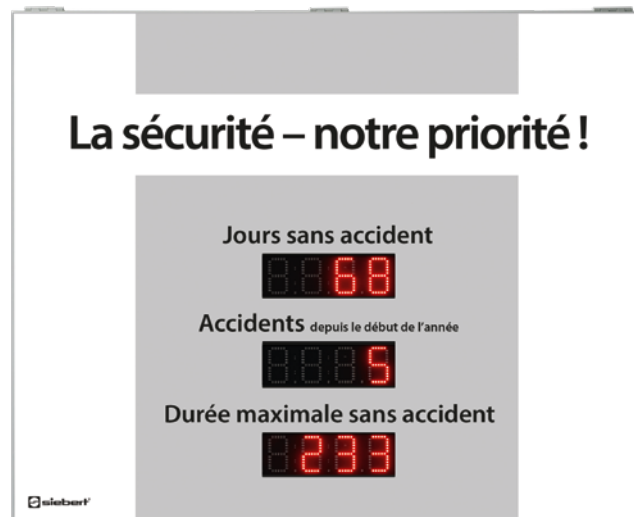 La sécurité – notre priorité !
Jours sans accident
68
Accidents depuis le début de l'année
5
Durée maximale sans accident
233
siebert